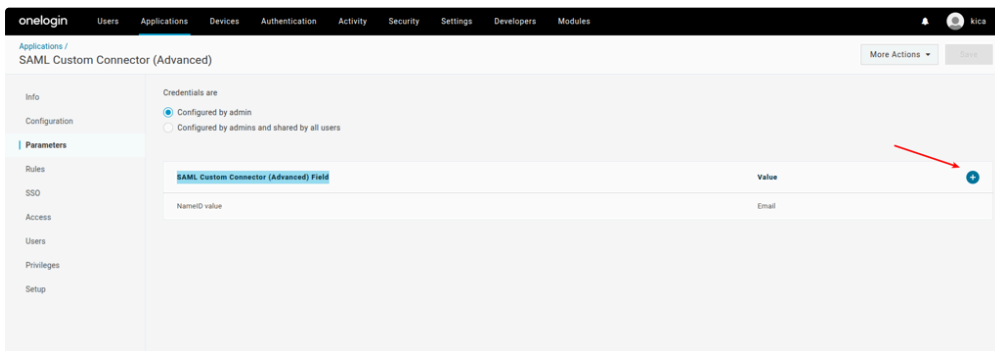 onelogin Users Applications Devices Authentication Activity Security Settings Developers Modules kica
Applications /
SAML Custom Connector (Advanced)
More Actions
Save
Info
Configuration
Parameters
Rules
SSO
Access
Users
Privileges
Setup
Credentials are
Configured by admin
Configured by admins and shared by all users
SAML Custom Connector (Advanced) Field Value
NameID value Email